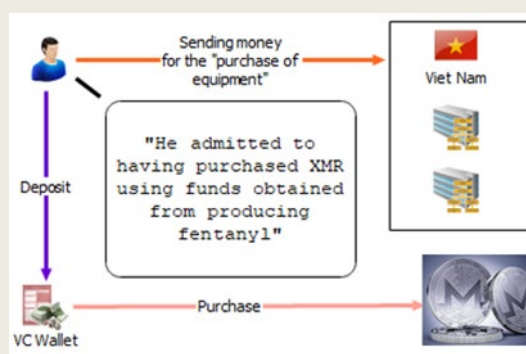 Sending money
for the "purchase of
equipment"
Viet Nam
"He admitted to
having purchased XMR
using funds obtained
from producing
fentanyl"
Deposit
Purchase
VC Wallet